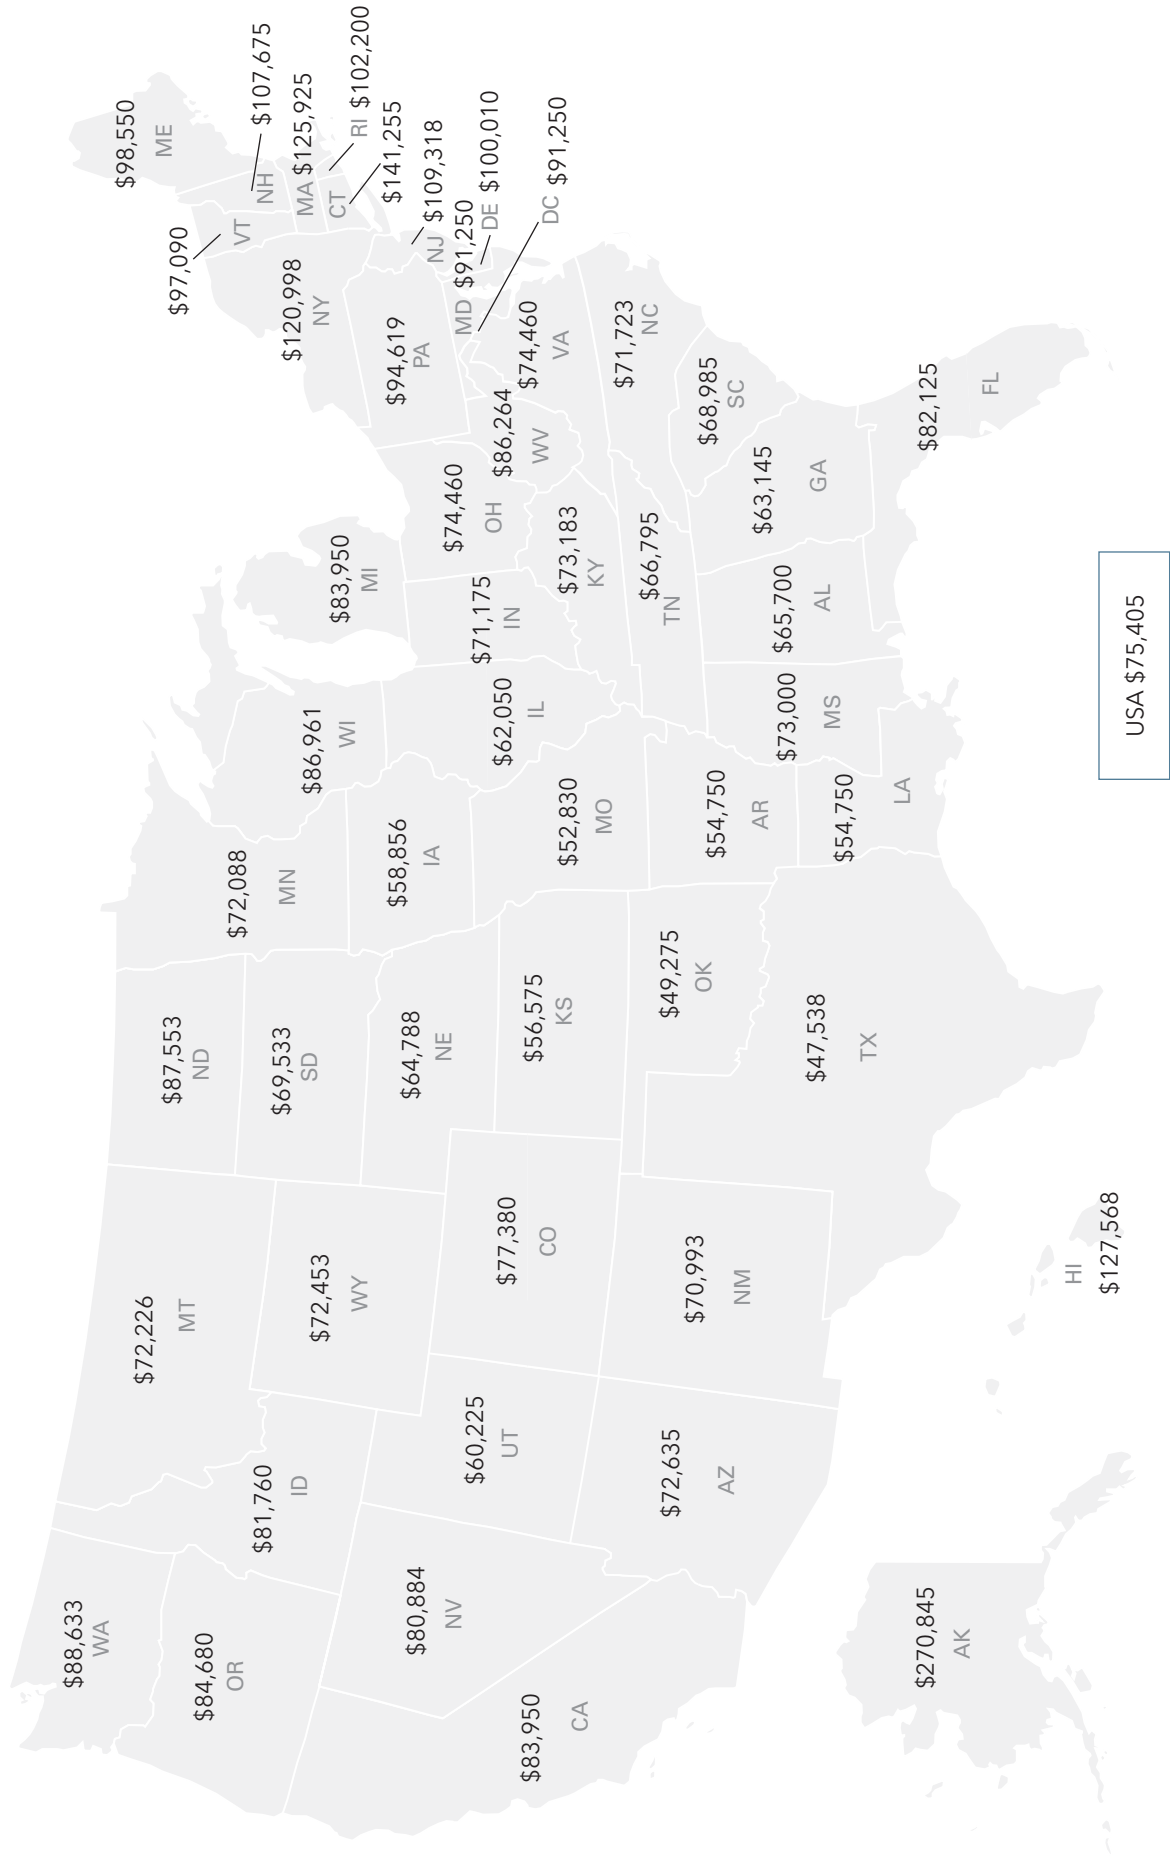 $88,633
WA
$84,680
OR
$83,950
CA
$80,884
NV
$81,760
ID
$72,226
MT
$72,453
WY
$60,225
UT
$72,635
AZ
$77,380
CO
$70,993
NM
$87,553
ND
$69,533
SD
$64,788
NE
$56,575
KS
$49,275
OK
$47,538
TX
$72,088
MN
$58,856
IA
$52,830
MO
$54,750
AR
$54,750
LA
$86,961
WI
$62,050
IL
$83,950
MI
$71,175
IN
$74,460
OH
$73,183
KY
$66,795
TN
$73,000
MS
$65,700
AL
$63,145
GA
$82,125
FL
$68,985
SC
$71,723
NC
$74,460
VA
$86,264
WV
$94,619
PA
$120,998
NY
$97,090
VT
$98,550
ME
NH
$107,675
MA $125,925
RI $102,200
CT
$141,255
NJ $109,318
DE $100,010
MD $91,250
DC $91,250
$270,845
AK
HI
$127,568
USA $75,405